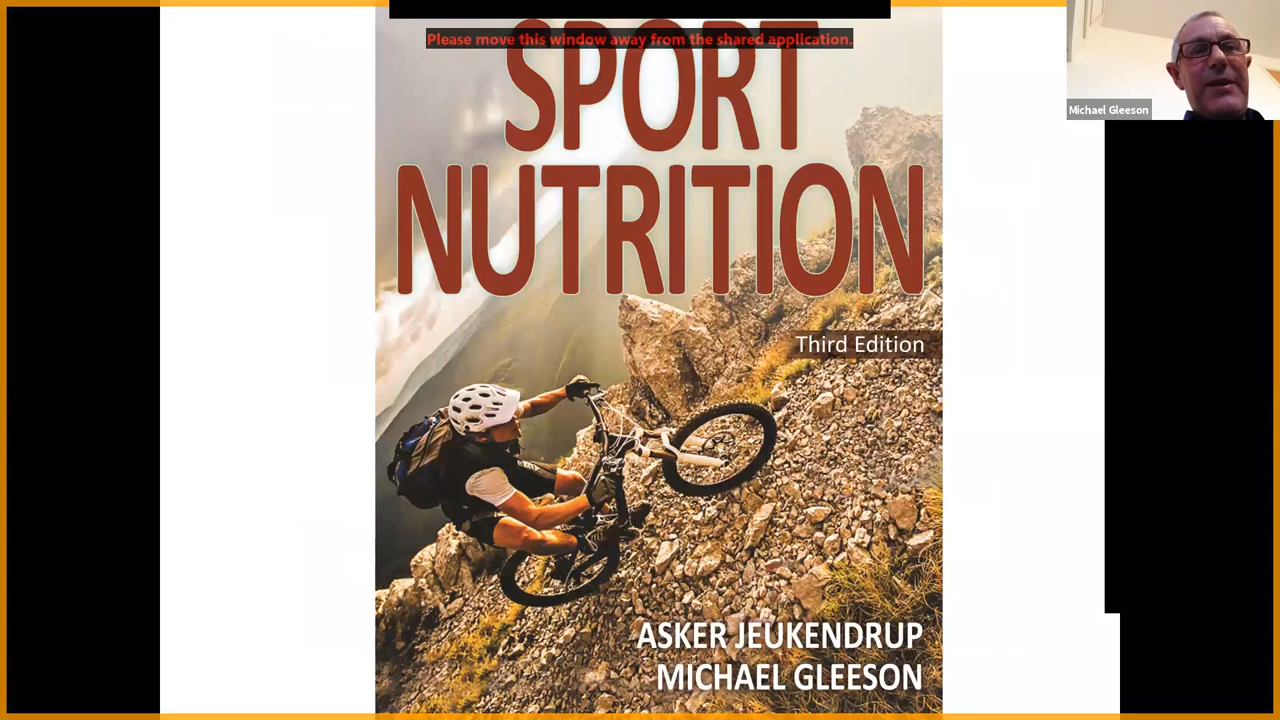 Please move this window away from the shared application.
SPORT
NUTRITION
Third Edition
ASKER JEUKENDRUP
MICHAEL GLEESON
Michael Gleeson